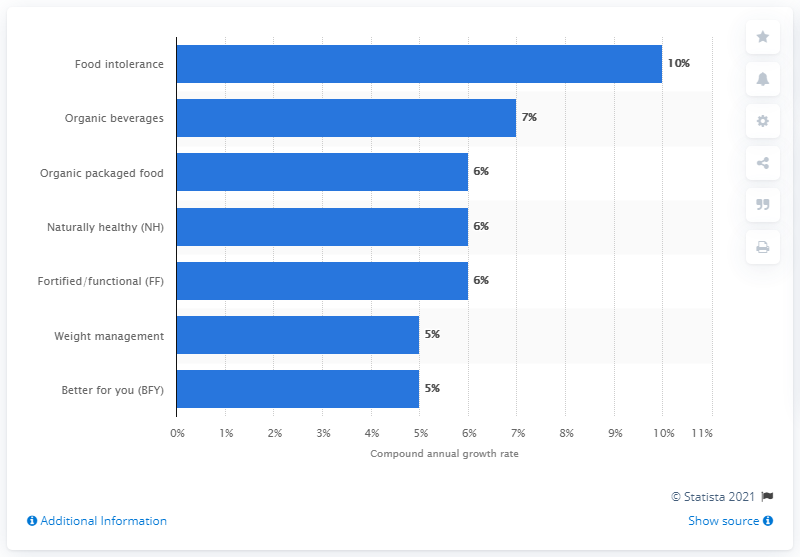 Food intolerance 10%
Organic beverages 7%
Organic packaged food 6%
Naturally healthy (NH) 6%
Fortified/functional (FF) 6%
Weight management 5%
Better for you (BFY) 5%
0% 1% 2% 3% 4% 5% 6% 7% 8% 9% 10% 11%
Compound annual growth rate
© Statista 2021
Additional Information
Show source